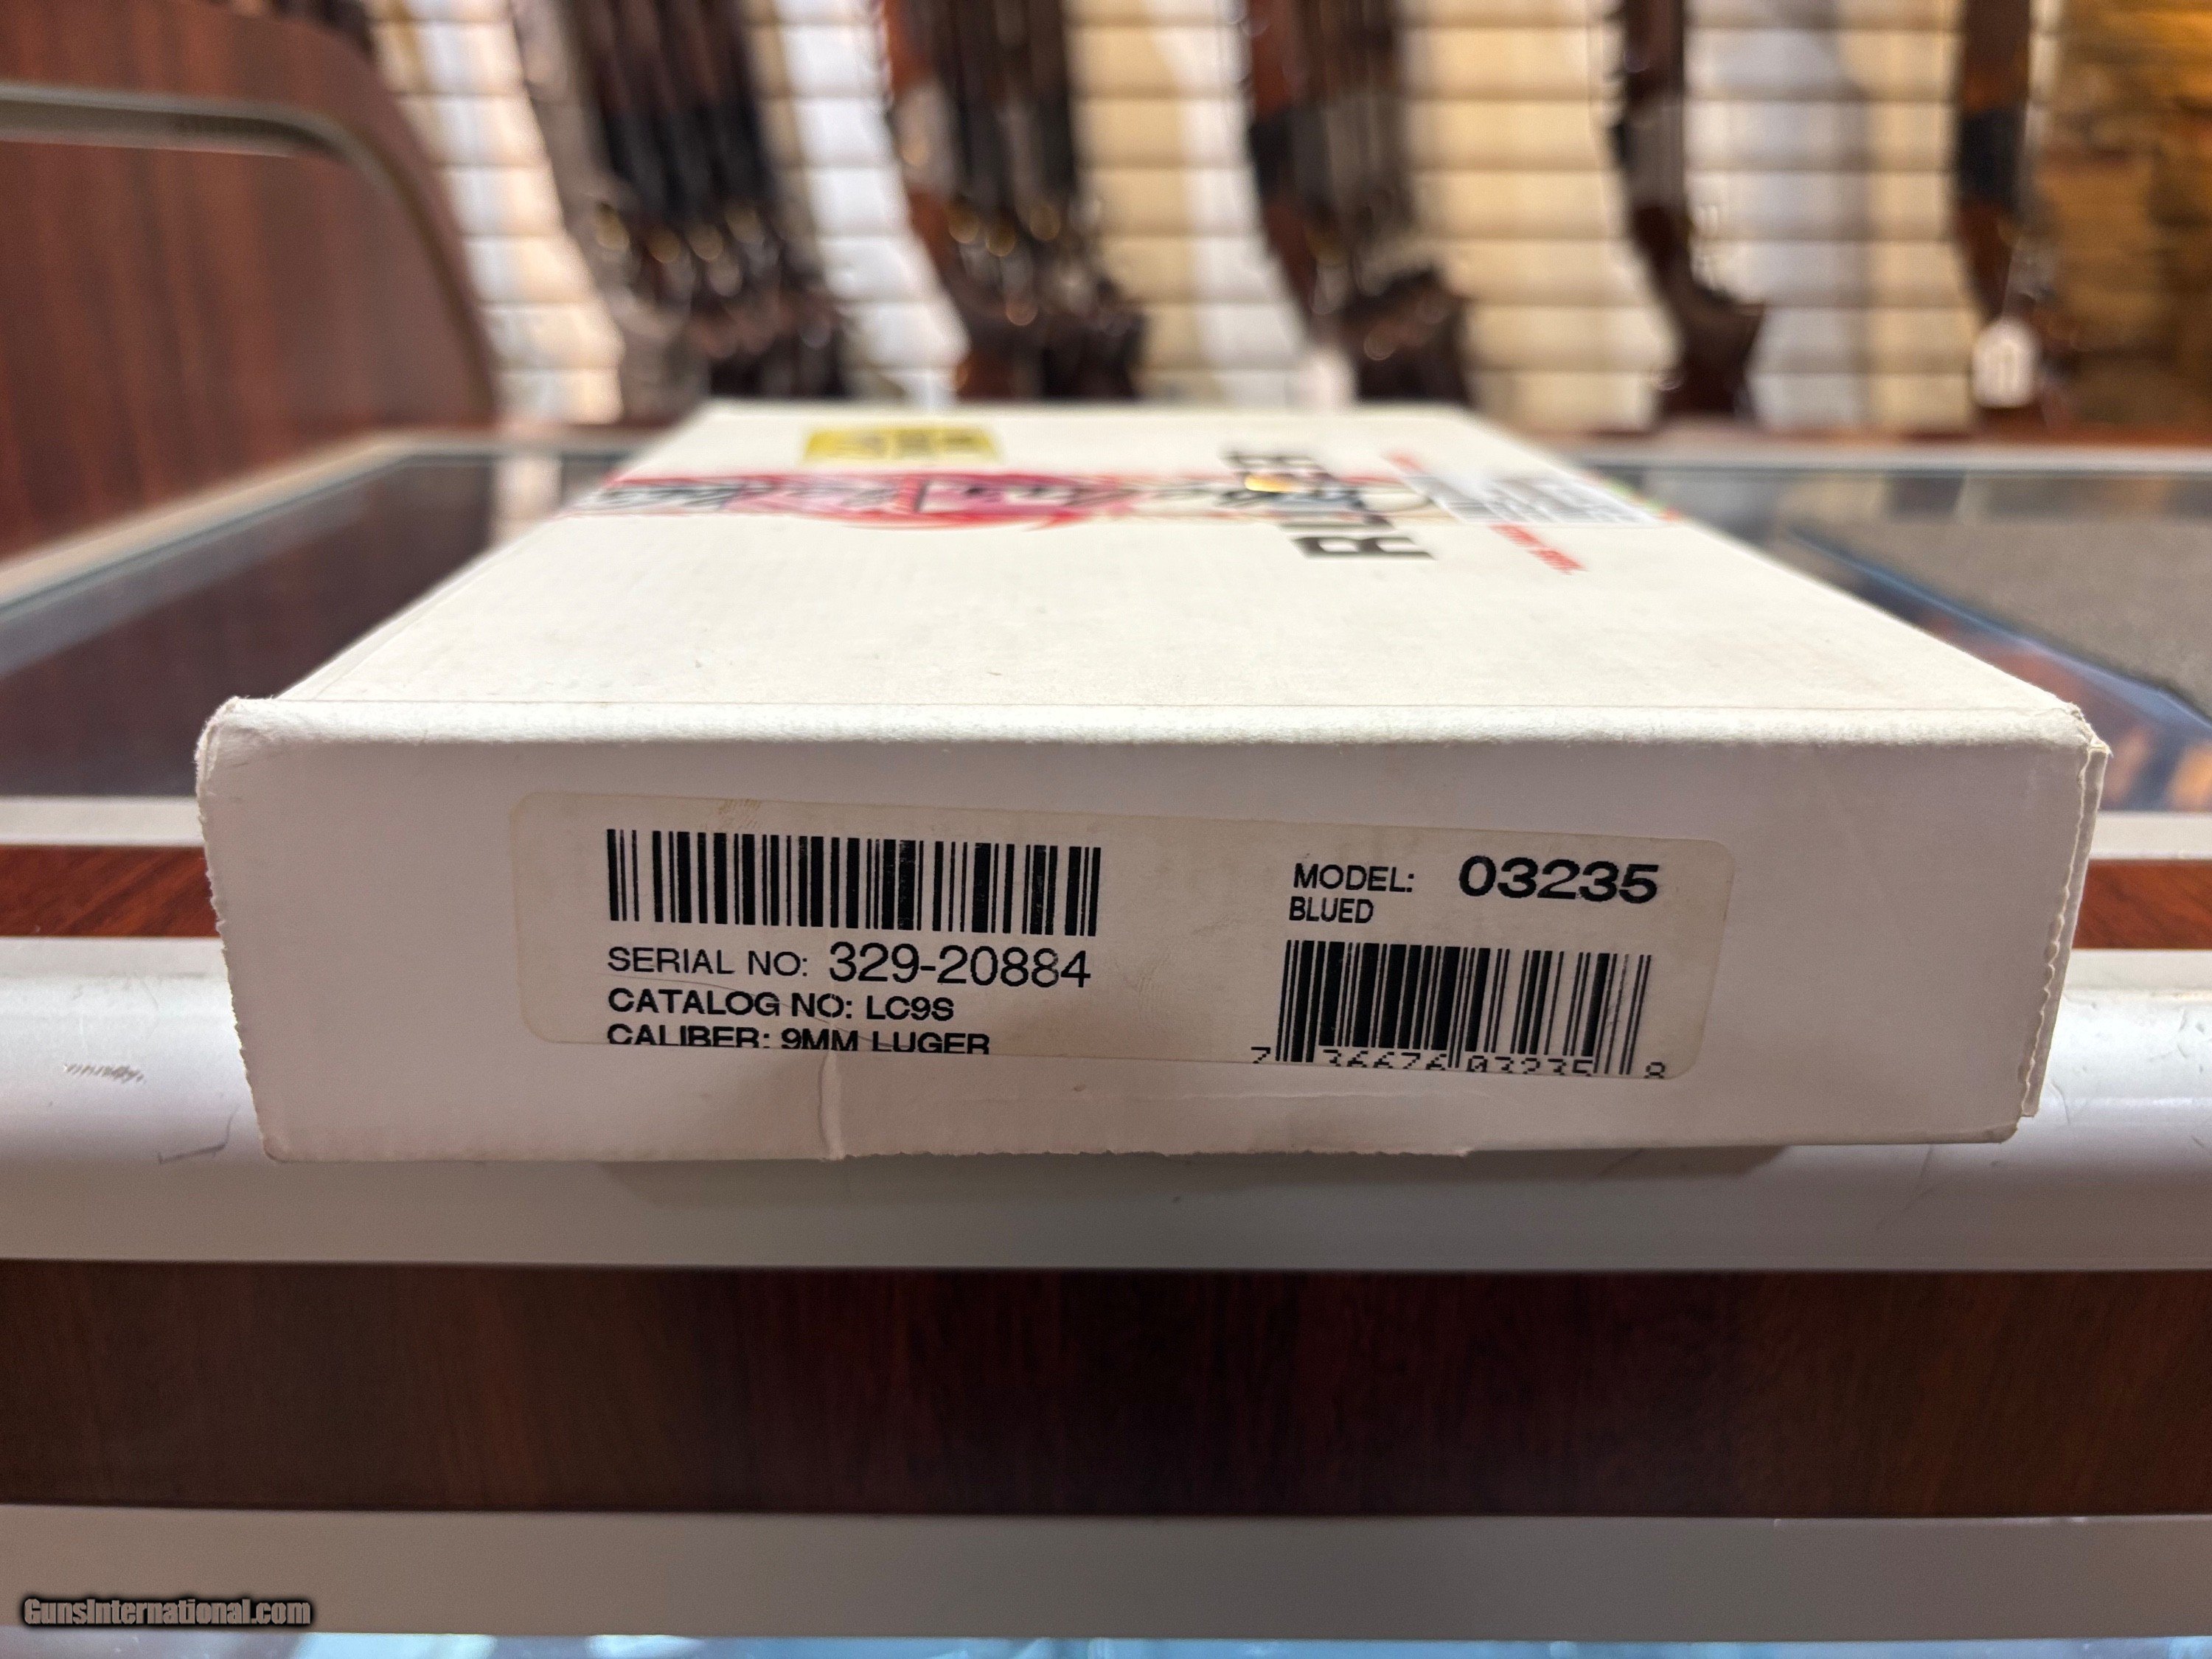 RUGER
SERIAL NO: 329-20884
CATALOG NO: LC9S
CALIBER: 9MM LUGER
MODEL: 03235
BLUED
7 36676 03235 8
GunsInternational.com